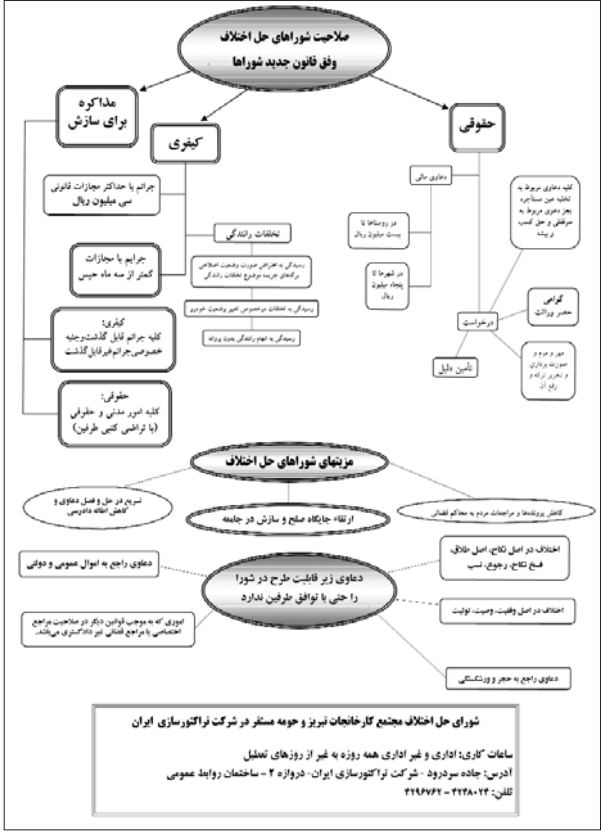 صلاحیت شوراهای حل اختلاف
وفق قانون جدید شوراها
مذاکره
برای سازش
کیفری
حقوقی
جرائم با حداکثر مجازات قانونی
سی میلیون ریال
جرایم با مجازات
کمتر از سه ماه حبس
تخلفات رانندگی
رسیدگی به اعتراض صورت وضعیت اصلاحی
برگه‌های جریمه موضوع تخلفات رانندگی
رسیدگی به تخلفات درخصوص تغییر وضعیت خودرو
رسیدگی به اتهام رانندگی بدون پروانه
دعاوی مالی
در روستاها تا
بیست میلیون ریال
در شهرها تا
پنجاه میلیون
ریال
کلیه دعاوی مربوط به
تخلیه عین مستأجره
بجز دعوی مربوط به
سرقفلی و حق کسب
و پیشه
گواهی
حصر وراثت
درخواست
مهر و موم و
صورت برداری
و تحریر ترکه و
رفع آن
تأمین دلیل
کیفری:
کلیه جرائم قابل گذشت‌وجنبه
خصوصی‌جرائم‌غیرقابل‌گذشت
حقوقی:
کلیه امور مدنی و حقوقی
(با تراضی کتبی طرفین)
مزیتهای شوراهای حل اختلاف
تسریع در حل و فصل دعاوی و
کاهش اطاله دادرسی
ارتقاء جایگاه صلح و سازش در جامعه
کاهش پرونده‌ها و مراجعات مردم به محاکم قضائی
دعاوی زیر قابلیت طرح در شورا
را حتی با توافق طرفین ندارد
دعاوی راجع به اموال عمومی و دولتی
اموری که به موجب قوانین دیگر در صلاحیت مراجع
اختصاصی یا مراجع قضائی غیر دادگستری می‌باشد.
اختلاف در اصل نکاح، اصل طلاق،
فسخ نکاح، رجوع، نسب
اختلاف در اصل وقفیت، وصیت، تولیت
دعاوی راجع به حجر و ورشکستگی
شورای حل اختلاف مجتمع کارخانجات تبریز و حومه مستقر در شرکت تراکتورسازی ایران
ساعات کاری: اداری و غیر اداری همه روزه به غیر از روزهای تعطیل
آدرس: جاده سردرود - شرکت تراکتورسازی ایران- دروازه ۲ - ساختمان روابط عمومی
تلفن: ۴۲۴۸۰۲۴ - ۴۲۹۶۷۶۲